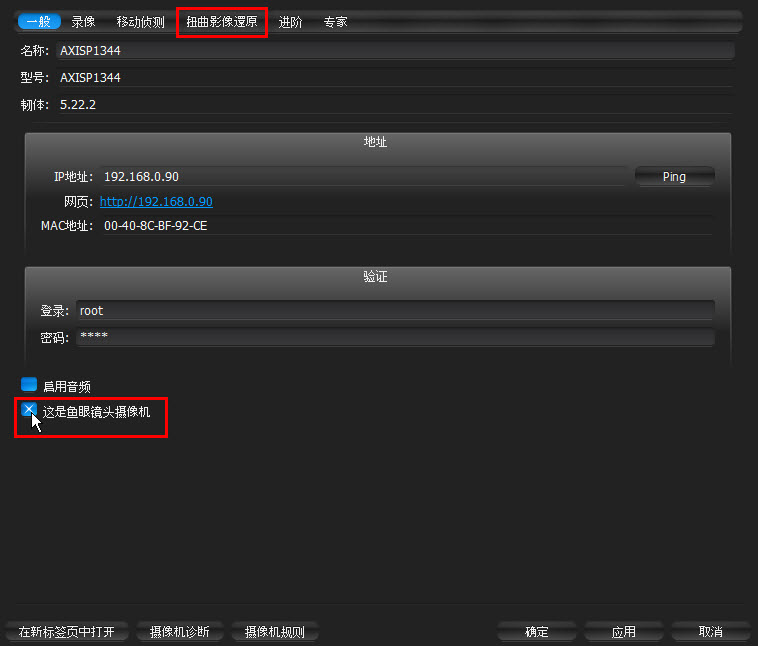 一般 录像 移动侦测 扭曲影像还原 进阶 专家
名称: AXISP1344
型号: AXISP1344
韧体: 5.22.2
地址
IP地址: 192.168.0.90 Ping
网页: http://192.168.0.90
MAC地址: 00-40-8C-BF-92-CE
验证
登录: root
密码: ****
启用音频
这是鱼眼镜头摄像机
在新标签页中打开 摄像机诊断 摄像机规则 确定 应用 取消